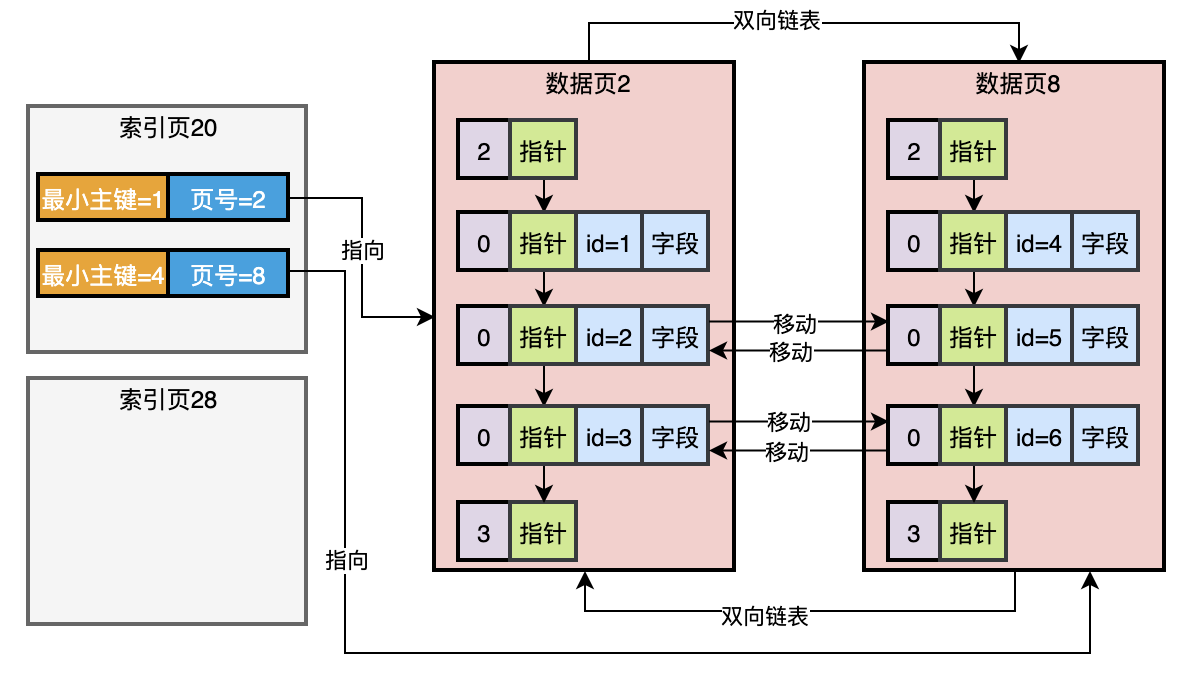 双向链表
索引页20
最小主键=1 页号=2
最小主键=4 页号=8
指向
索引页28
指向
数据页2
2 指针
0 指针 id=1 字段
0 指针 id=2 字段
0 指针 id=3 字段
3 指针
移动
移动
移动
移动
数据页8
2 指针
0 指针 id=4 字段
0 指针 id=5 字段
0 指针 id=6 字段
3 指针
双向链表